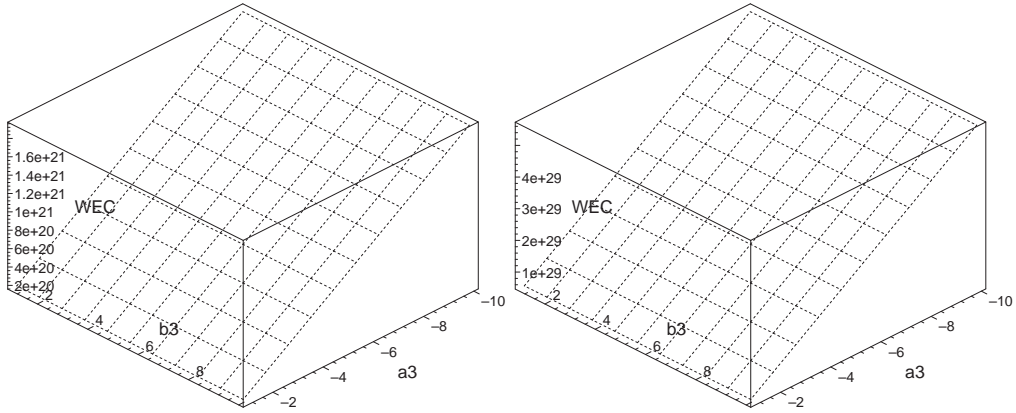 1.6e+21
1.4e+21
1.2e+21
WEC
1e+21
8e+20
6e+20
4e+20
2e+20
2
4
b3
6
8
–2
–4
–6
–8
–10
a3
4e+29
3e+29
WEC
2e+29
1e+29
2
4
b3
6
8
–2
–4
–6
–8
–10
a3